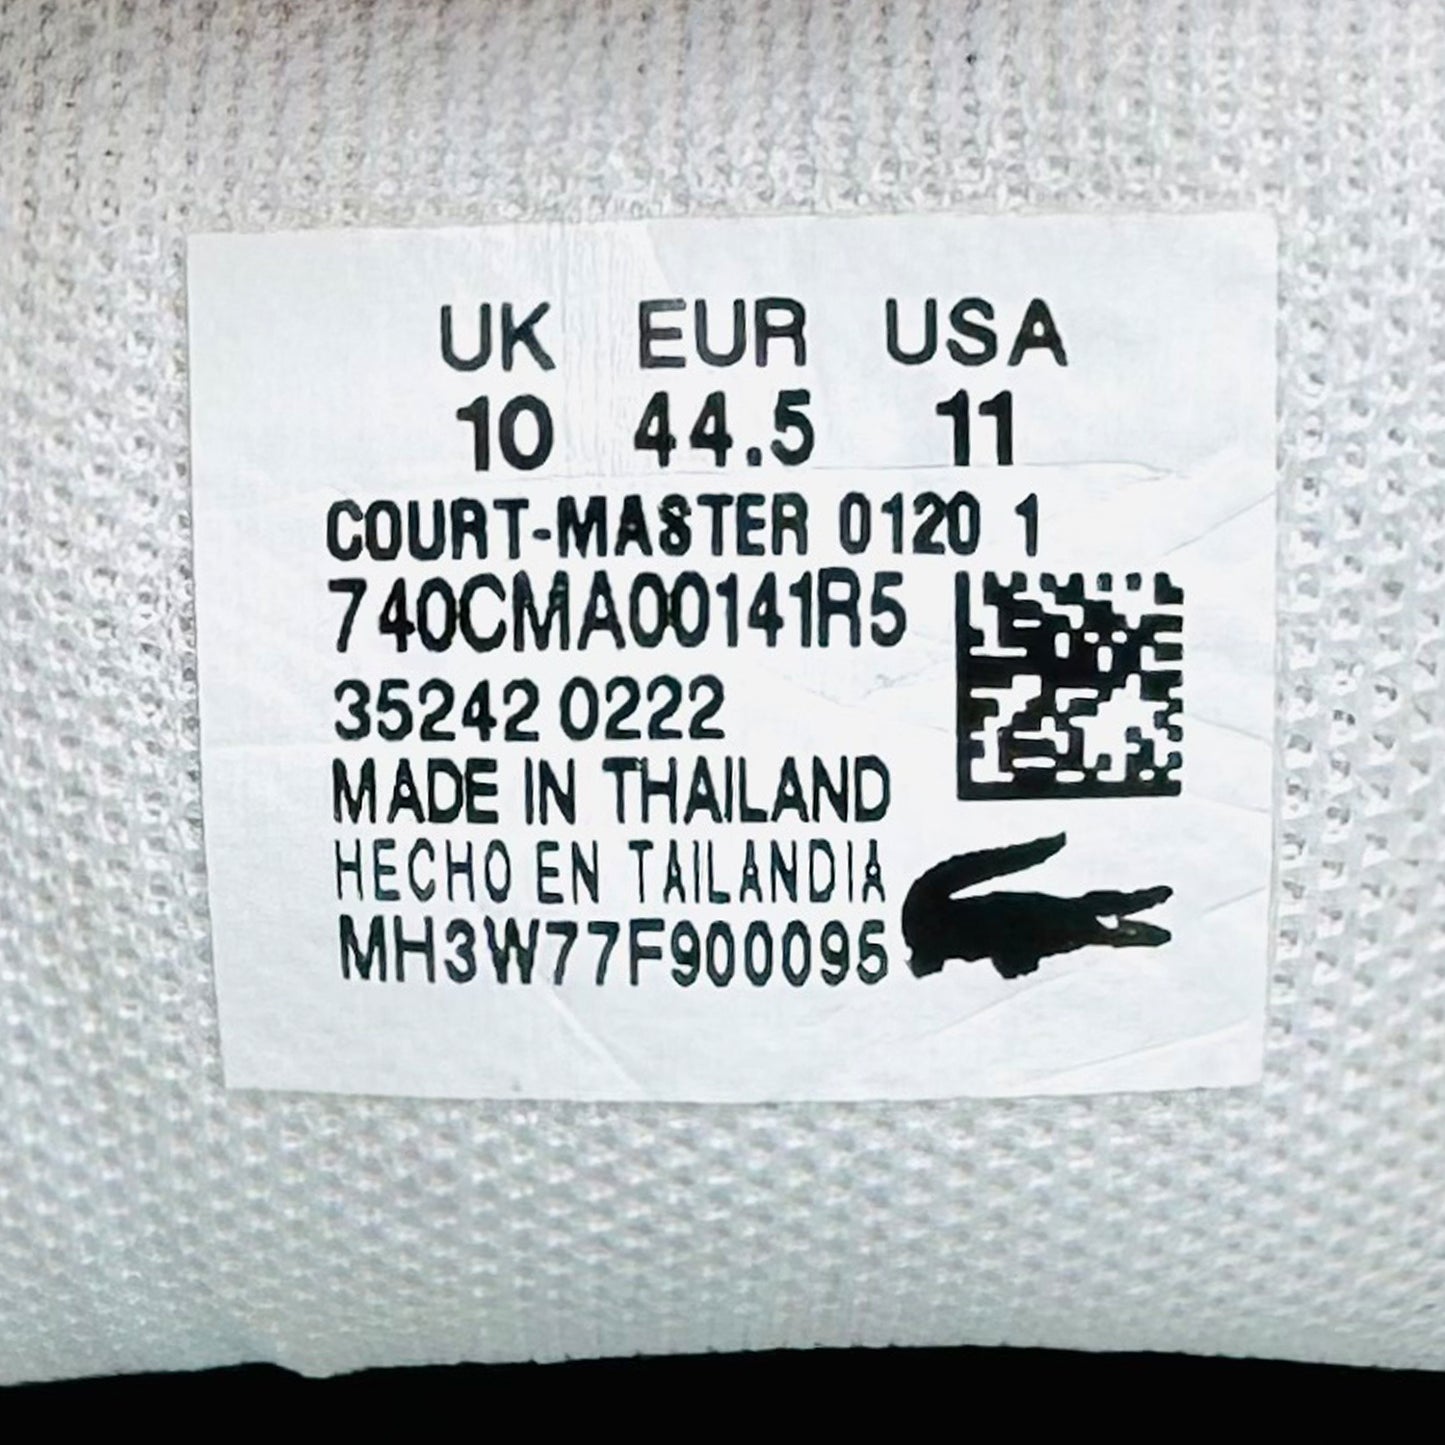 UK EUR USA
10 44.5 11
COURT-MASTER 0120 1
740CMA00141R5
35242 0222
MADE IN THAILAND
HECHO EN TAILANDIA
MH3W77F900095